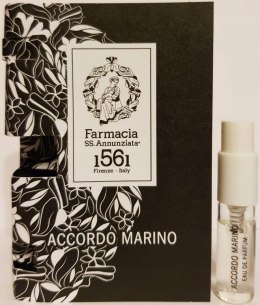 Farmacia
SS. Annunziata
1561
Firenze - Italy
ACCORDO MARINO
ACCORDO MARINO
EAU DE PARFUM